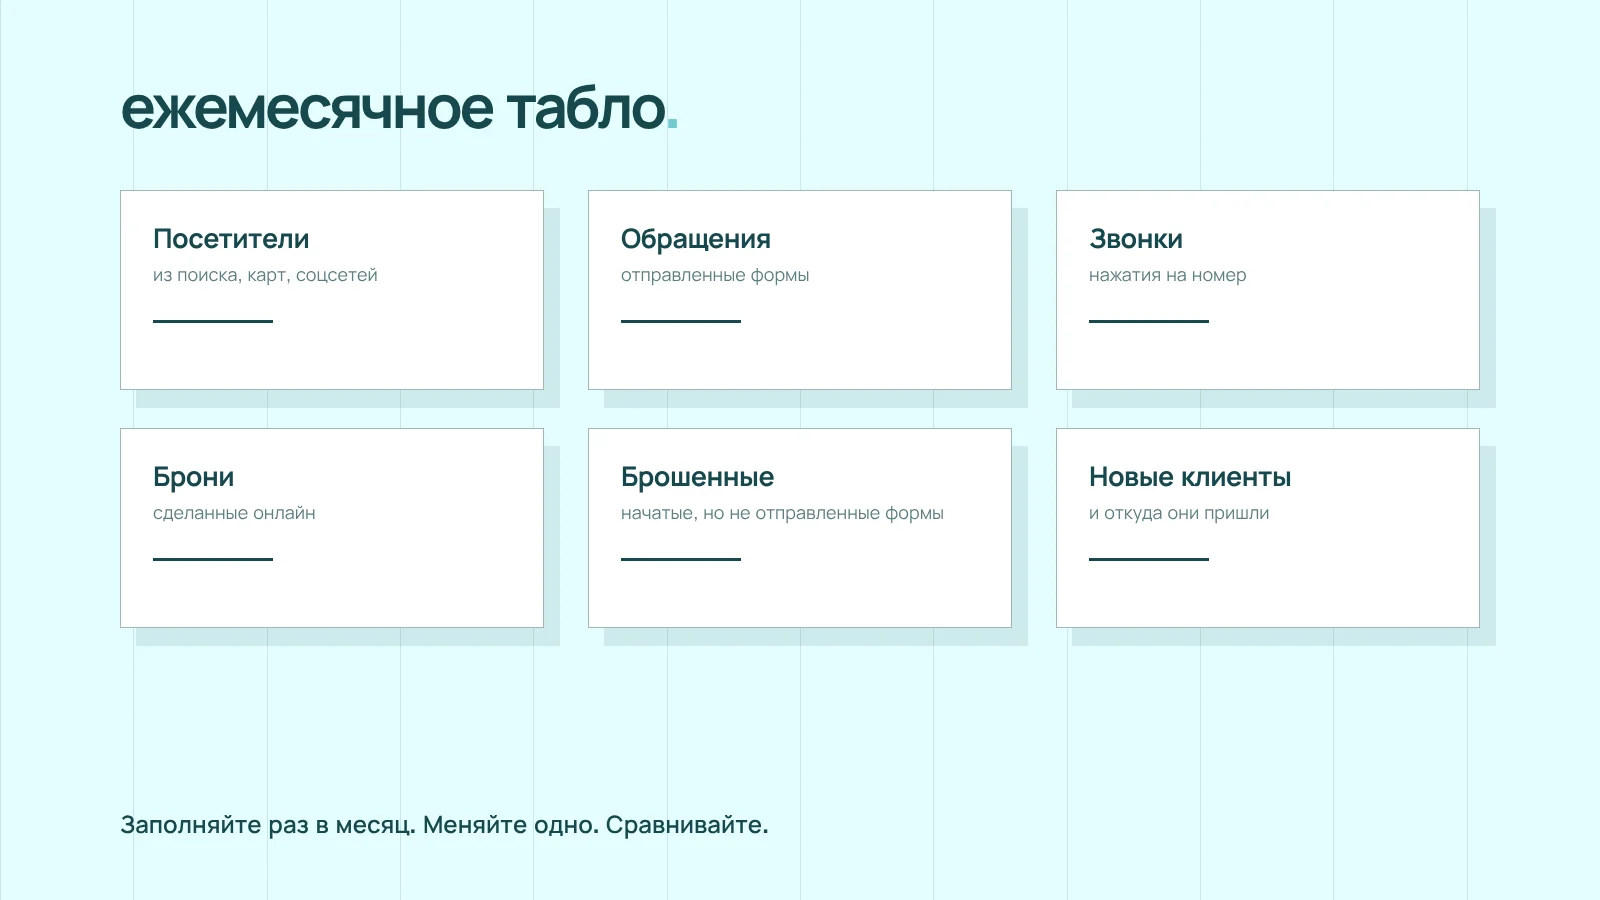 ежемесячное табло.
Посетители
из поиска, карт, соцсетей
Обращения
отправленные формы
Звонки
нажатия на номер
Брони
сделанные онлайн
Брошенные
начатые, но не отправленные формы
Новые клиенты
и откуда они пришли
Заполняйте раз в месяц. Меняйте одно. Сравнивайте.